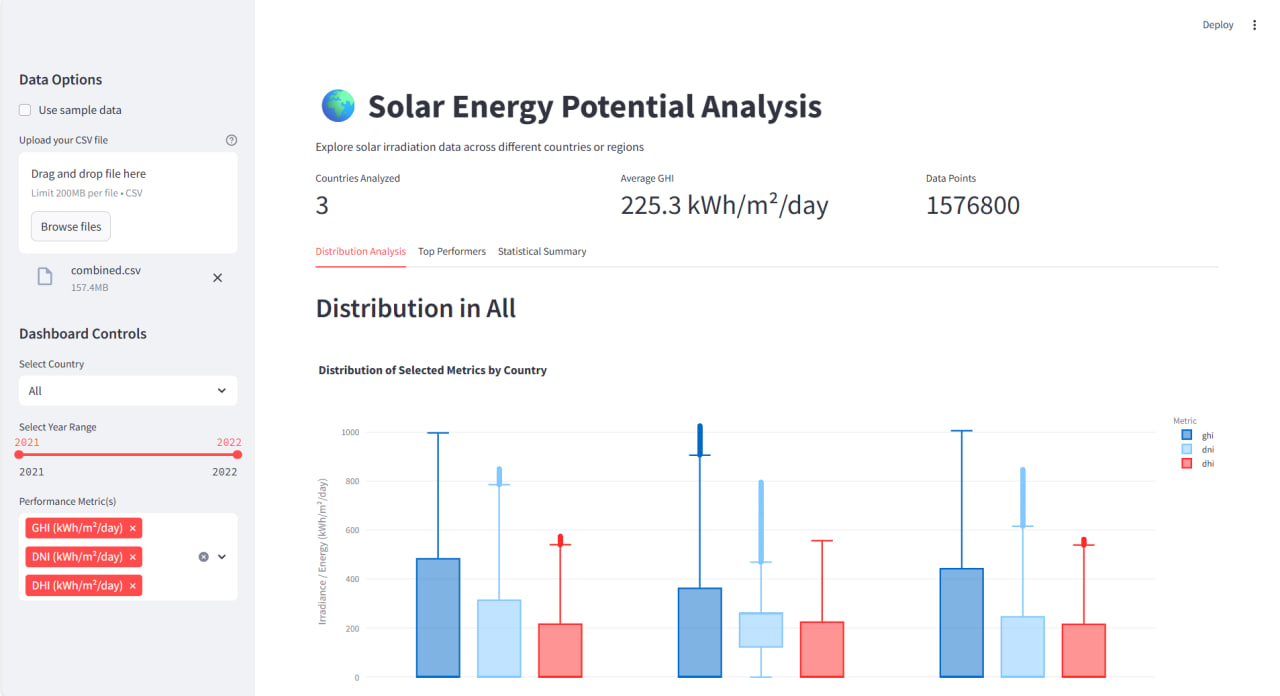 Deploy
Data Options
Use sample data
Upload your CSV file
Drag and drop file here
Limit 200MB per file • CSV
Browse files
combined.csv
157.4MB
Dashboard Controls
Select Country
All
Select Year Range
2021 2022
2021 2022
Performance Metric(s)
GHI (kWh/m²/day) ×
DNI (kWh/m²/day) ×
DHI (kWh/m²/day) ×
Solar Energy Potential Analysis
Explore solar irradiation data across different countries or regions
Countries Analyzed Average GHI Data Points
3 225.3 kWh/m²/day 1576800
Distribution Analysis Top Performers Statistical Summary
Distribution in All
Distribution of Selected Metrics by Country
Irradiance / Energy (kWh/m²/day)
1000
800
600
400
200
0
Metric
ghi
dni
dhi